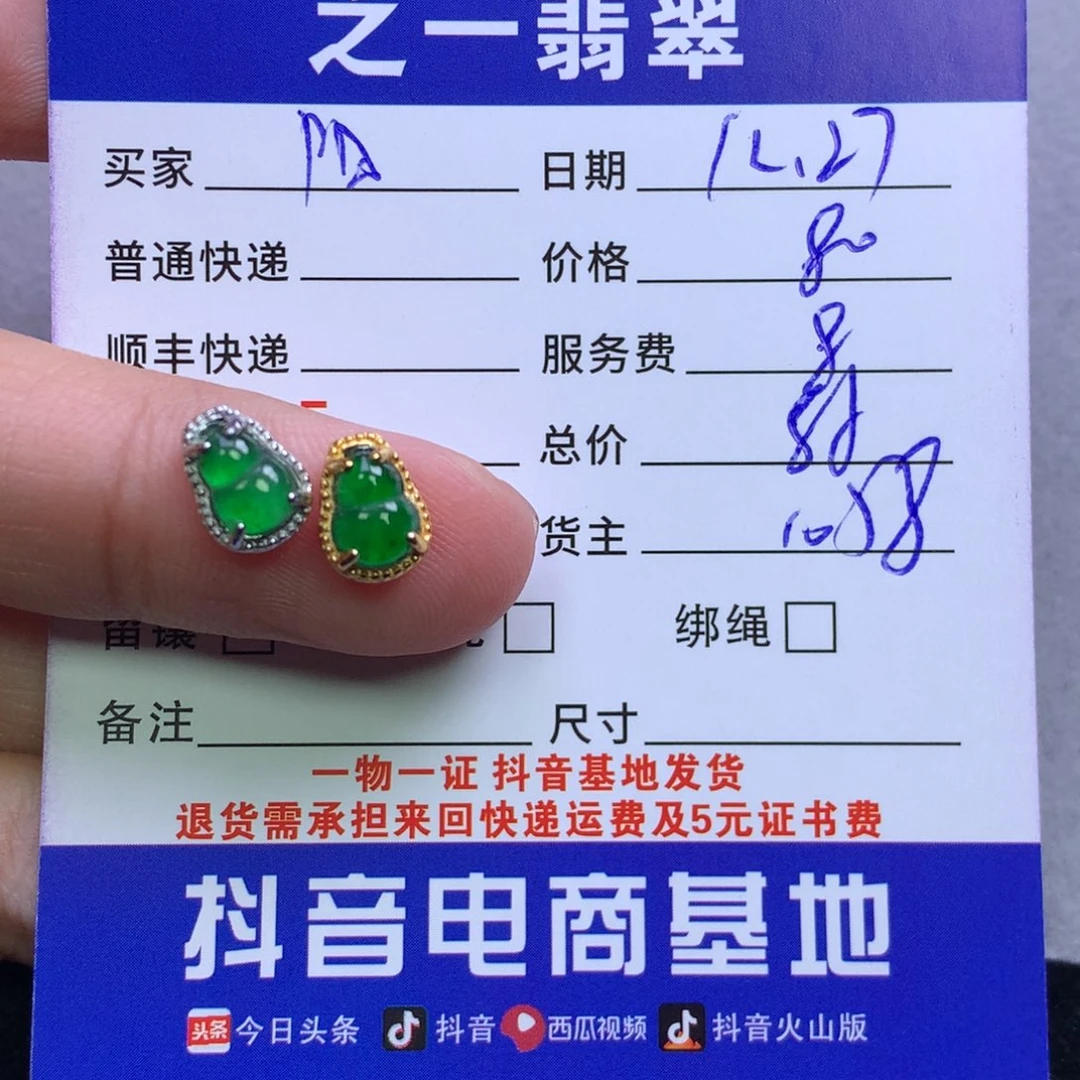 之一翡翠
买家 日期 12.27
普通快递 价格
顺丰快递 服务费
总价
货主
留镶 绑绳
备注 尺寸
一物一证 抖音基地发货
退货需承担来回快递运费及5元证书费
抖音电商基地
头条 今日头条 抖音 西瓜视频 抖音火山版